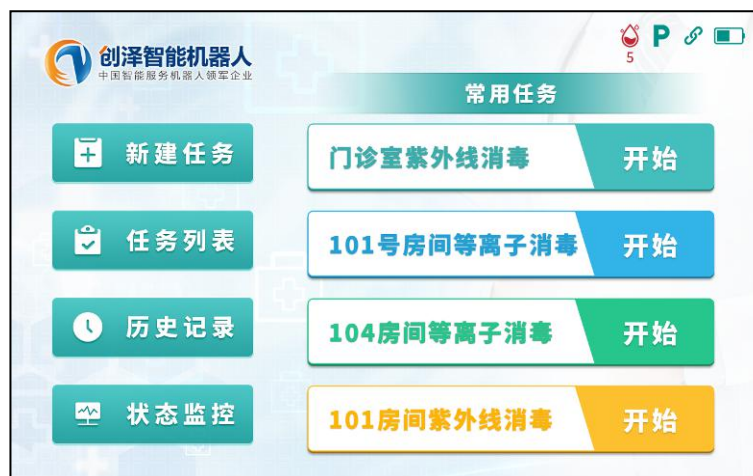 创泽智能机器人
中国智能服务机器人领军企业
5
P
常用任务
新建任务
任务列表
历史记录
状态监控
门诊室紫外线消毒 开始
101号房间等离子消毒 开始
104房间等离子消毒 开始
101房间紫外线消毒 开始